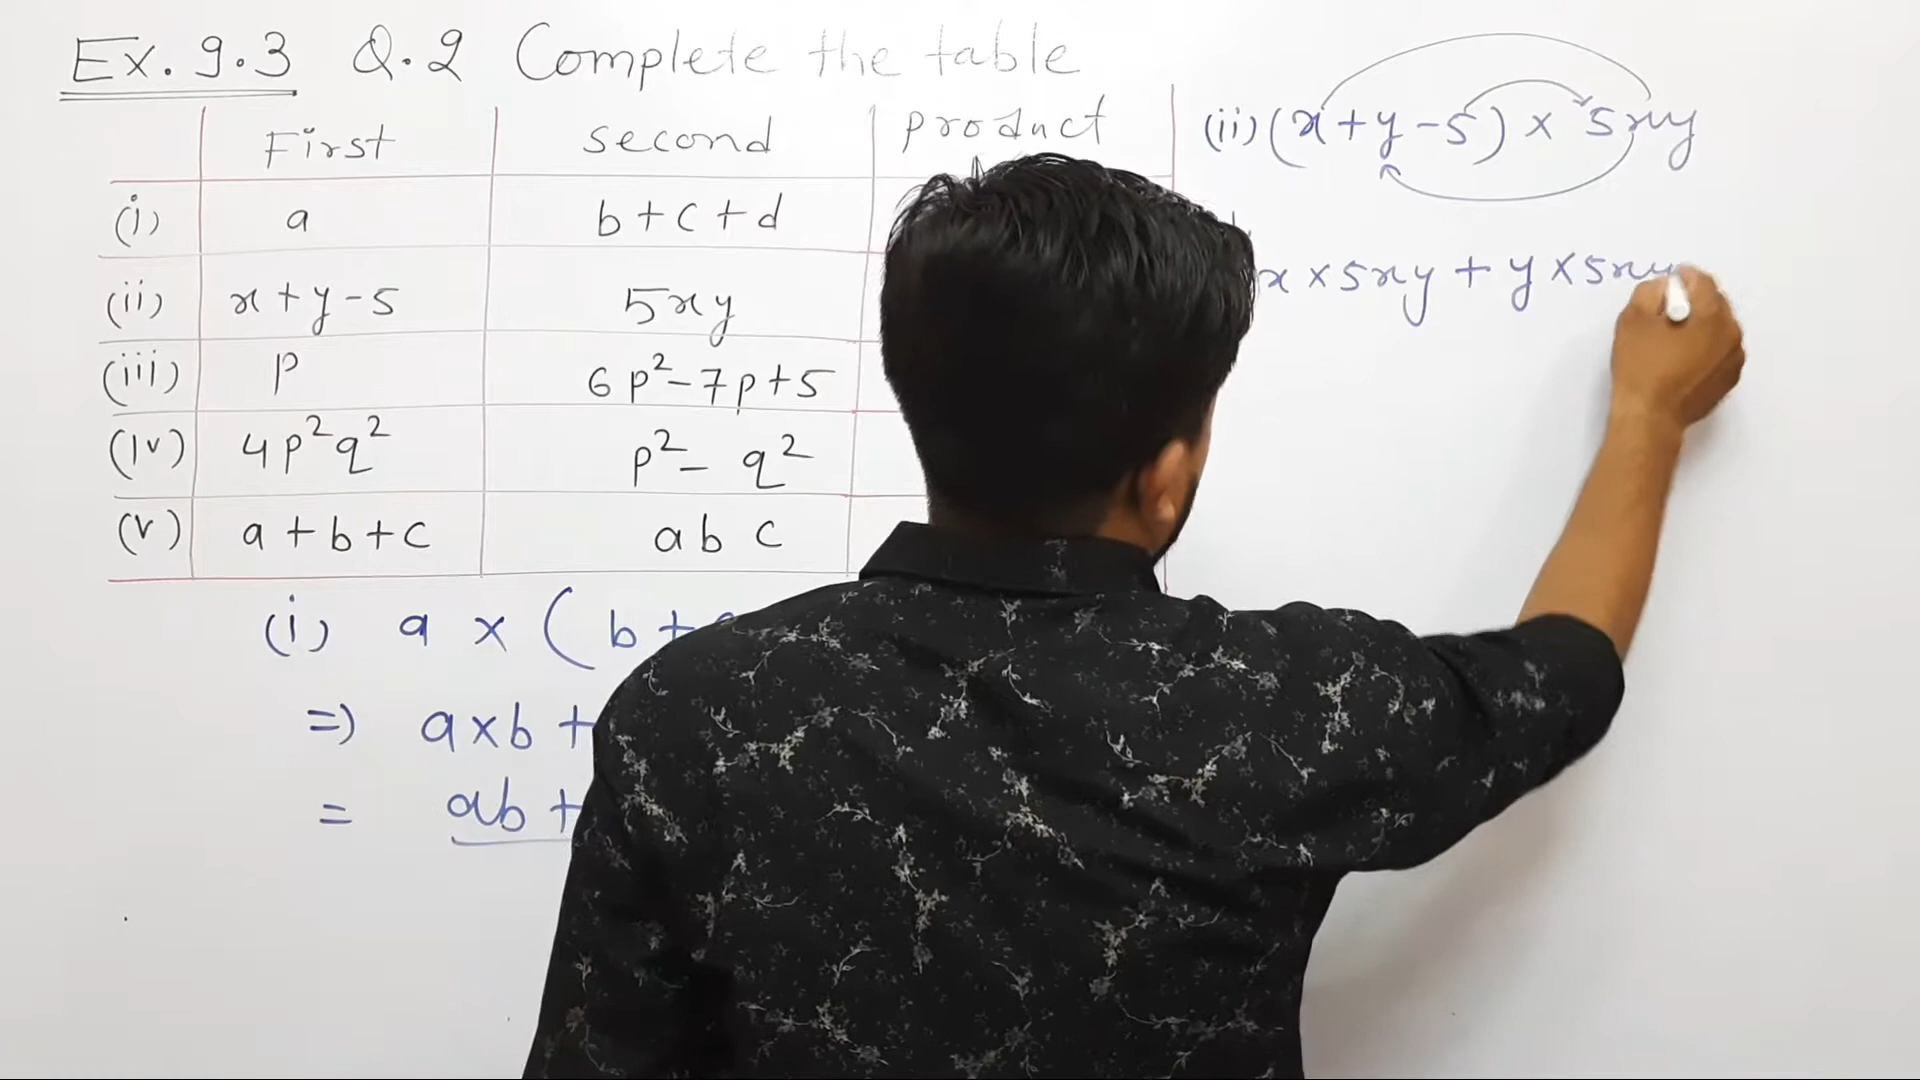 Ex. 9.3 Q.2 Complete the table
First second product
(i) a b+c+d
(ii) x+y-5 5xy
(iii) p 6p²-7p+5
(iv) 4p²q² p²- q²
(v) a+b+c abc
(i) a × ( b +
=) a×b +
= ab +
(ii) (x+y-5) × 5xy
x × 5xy + y × 5xy